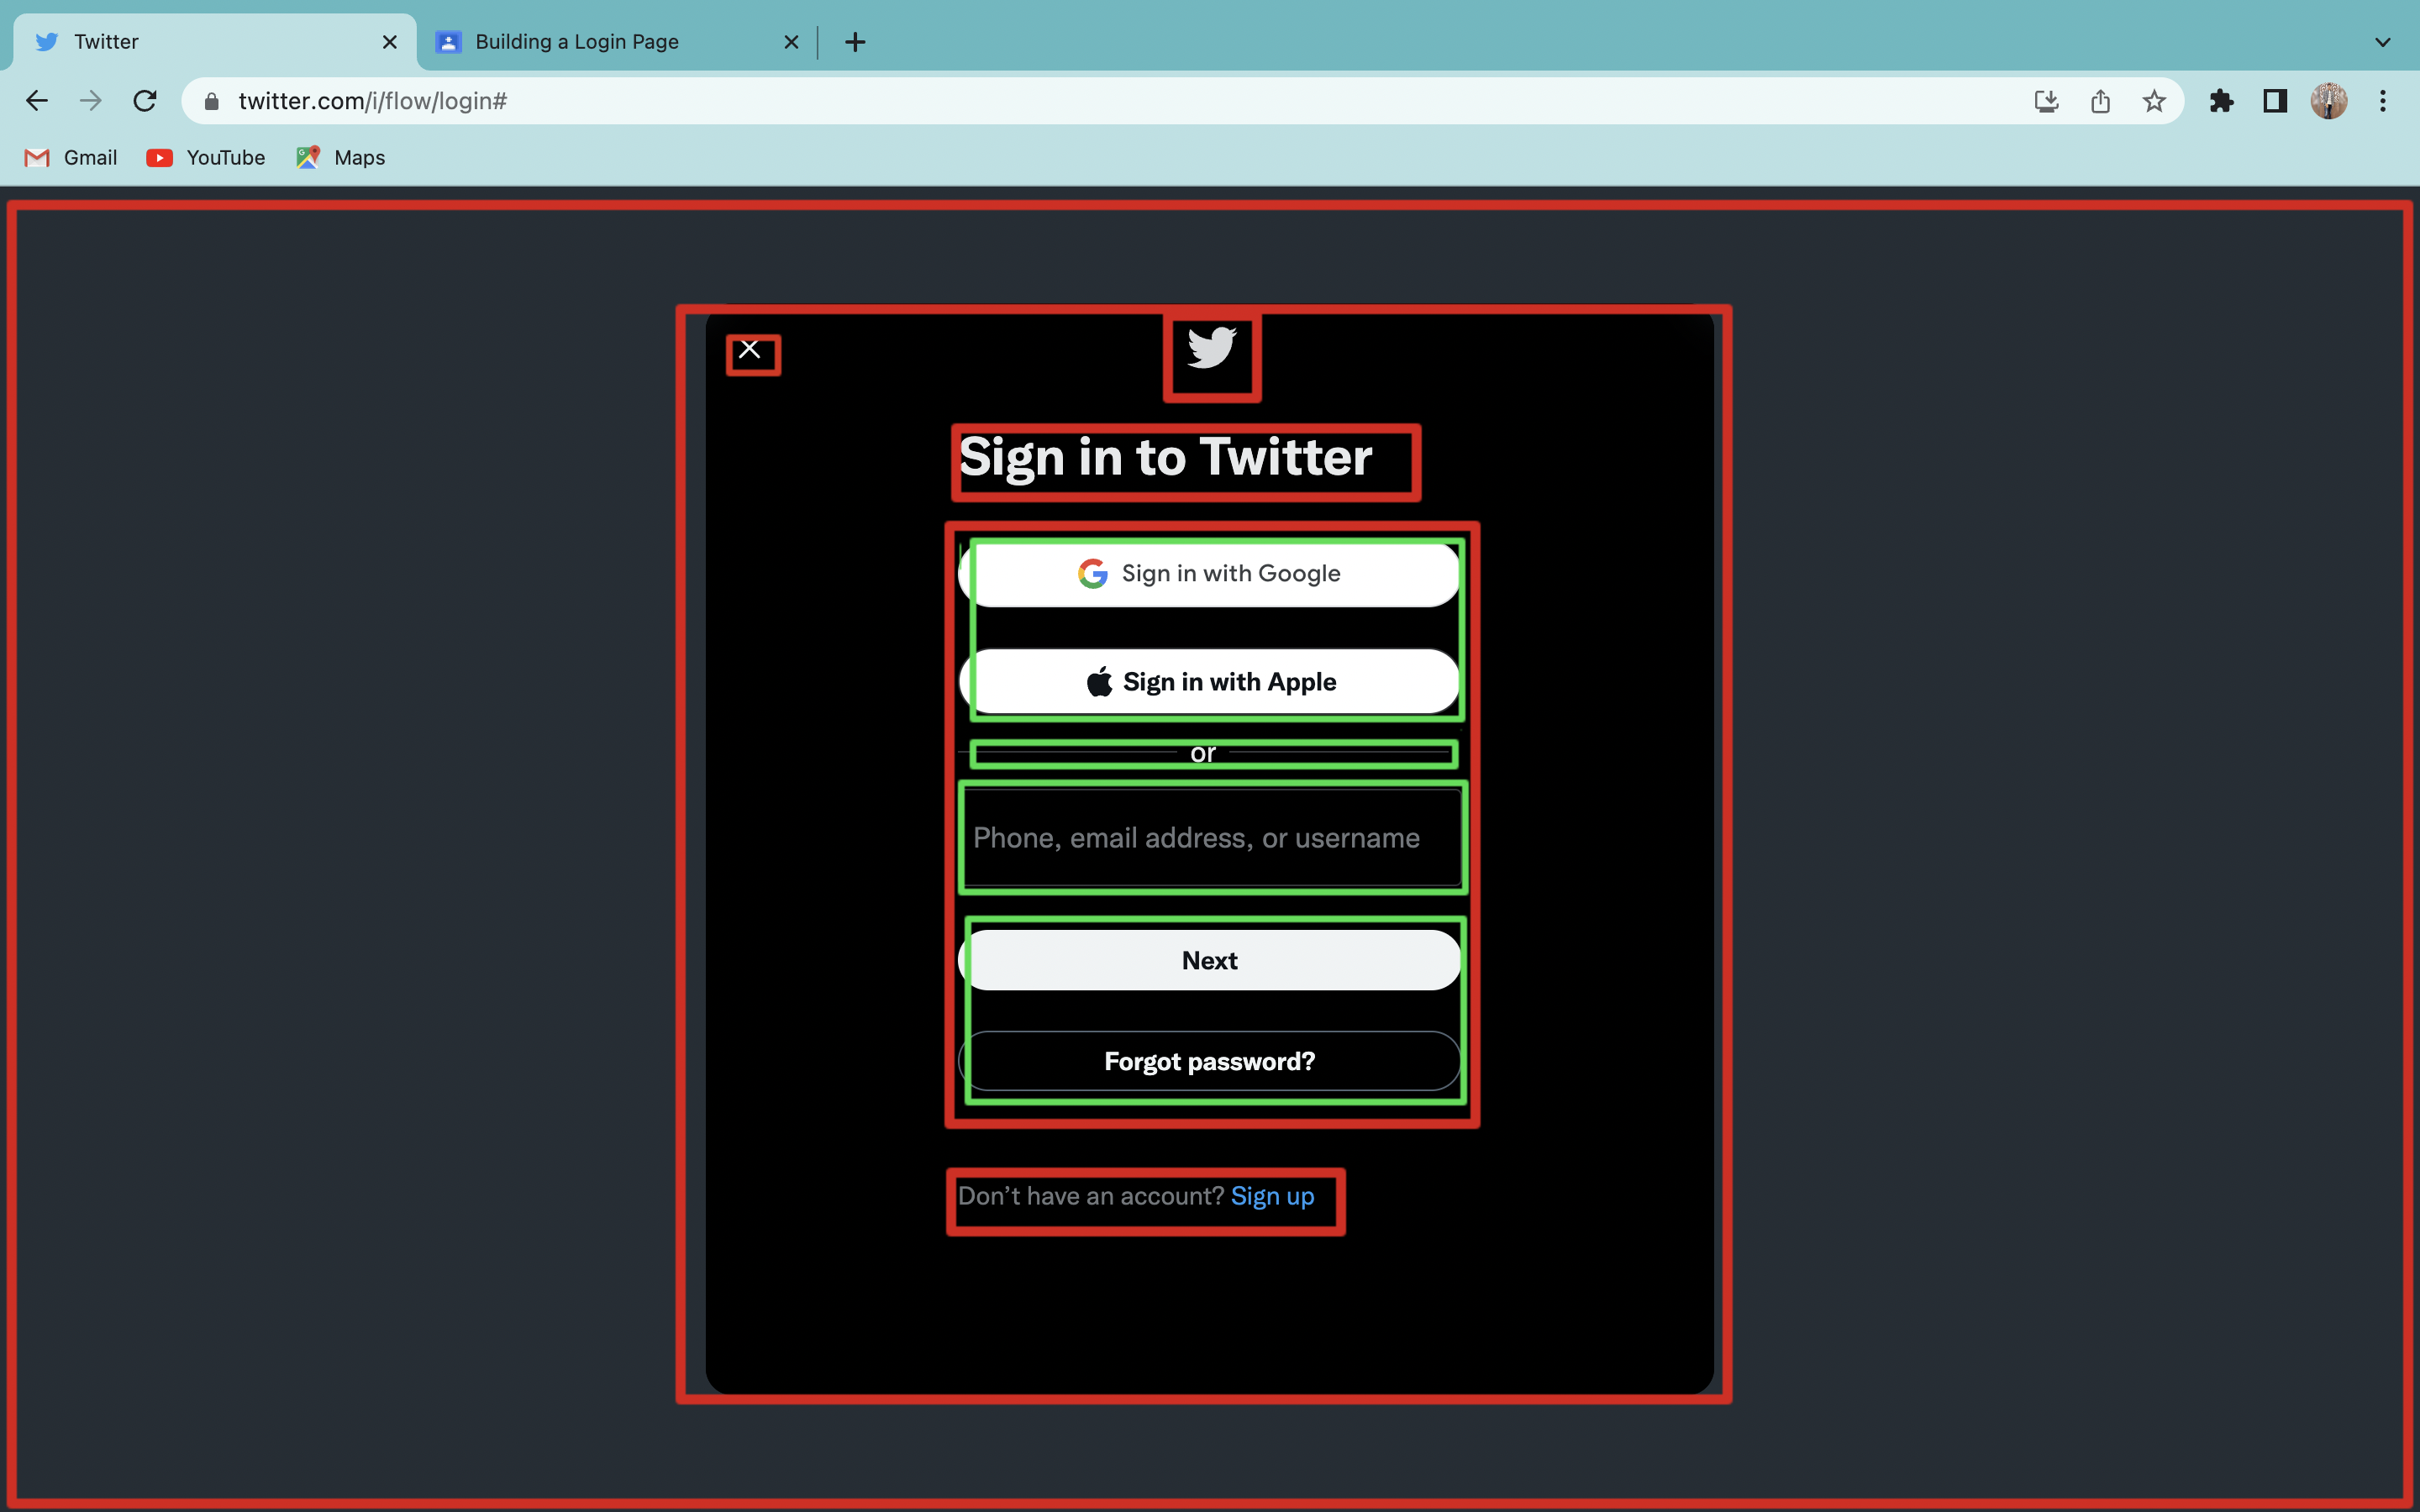 Twitter
Building a Login Page
twitter.com/i/flow/login#
Gmail
YouTube
Maps
Sign in to Twitter
Sign in with Google
Sign in with Apple
or
Phone, email address, or username
Next
Forgot password?
Don’t have an account? Sign up